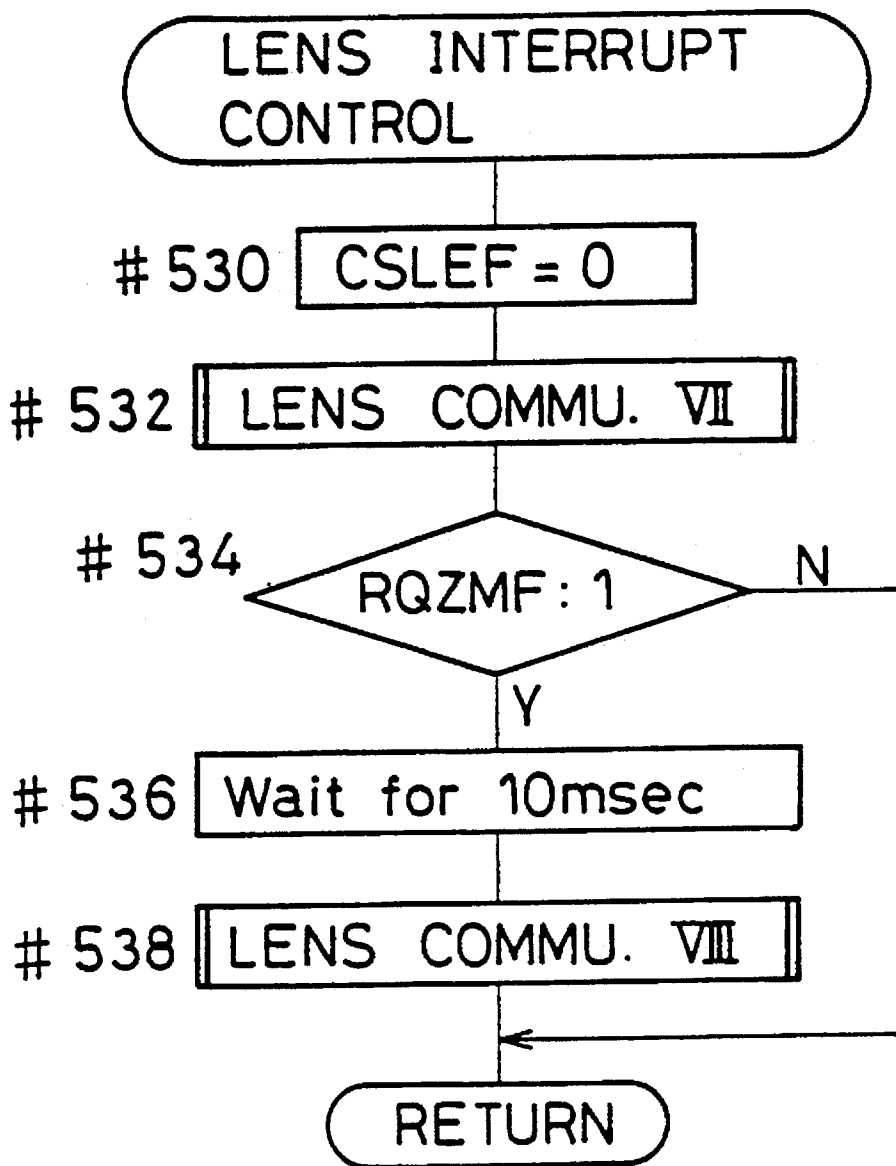 LENS INTERRUPT
CONTROL
# 530 CSLEF = 0
# 532 LENS COMMU. Ⅶ
# 534 RQZMF : 1 N
Y
# 536 Wait for 10msec
# 538 LENS COMMU. Ⅷ
RETURN